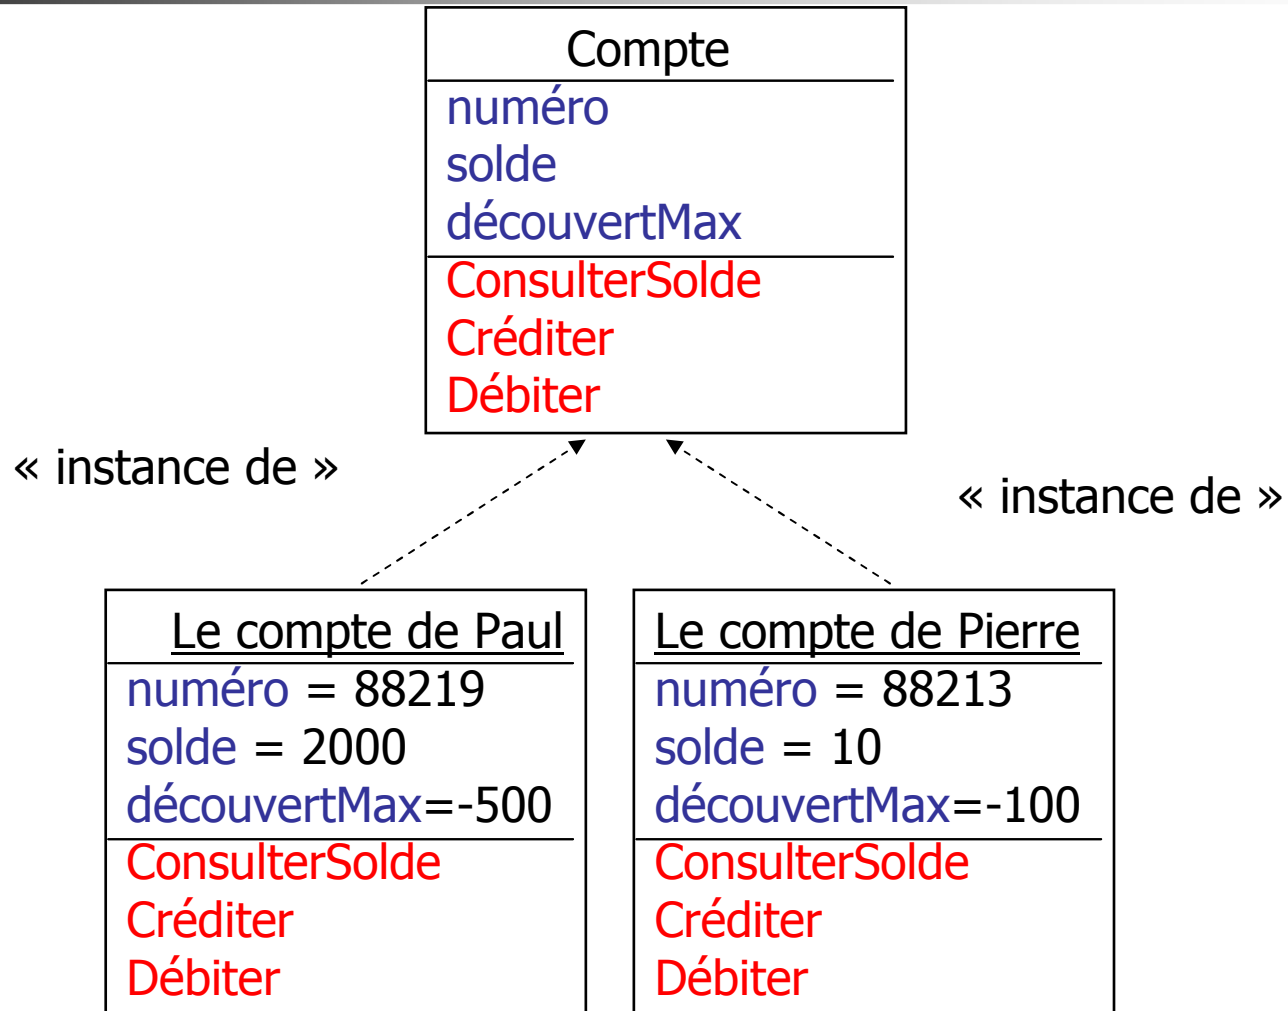 Compte
numéro
solde
découvertMax
ConsulterSolde
Créditer
Débiter
« instance de »
« instance de »
Le compte de Paul
numéro = 88219
solde = 2000
découvertMax=-500
ConsulterSolde
Créditer
Débiter
Le compte de Pierre
numéro = 88213
solde = 10
découvertMax=-100
ConsulterSolde
Créditer
Débiter